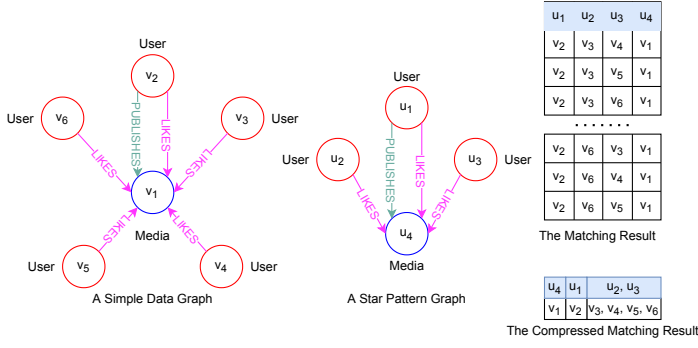 User
v2
PUBLISHES
LIKES
User
v6
LIKES
v3
User
LIKES
v1
Media
LIKES
LIKES
User
v5
v4
User
A Simple Data Graph
User
u1
PUBLISHES
LIKES
User
u2
LIKES
u3
User
LIKES
u4
Media
A Star Pattern Graph
u1 u2 u3 u4
v2 v3 v4 v1
v2 v3 v5 v1
v2 v3 v6 v1
........
v2 v6 v3 v1
v2 v6 v4 v1
v2 v6 v5 v1
The Matching Result
u4 u1 u2, u3
v1 v2 v3, v4, v5, v6
The Compressed Matching Result